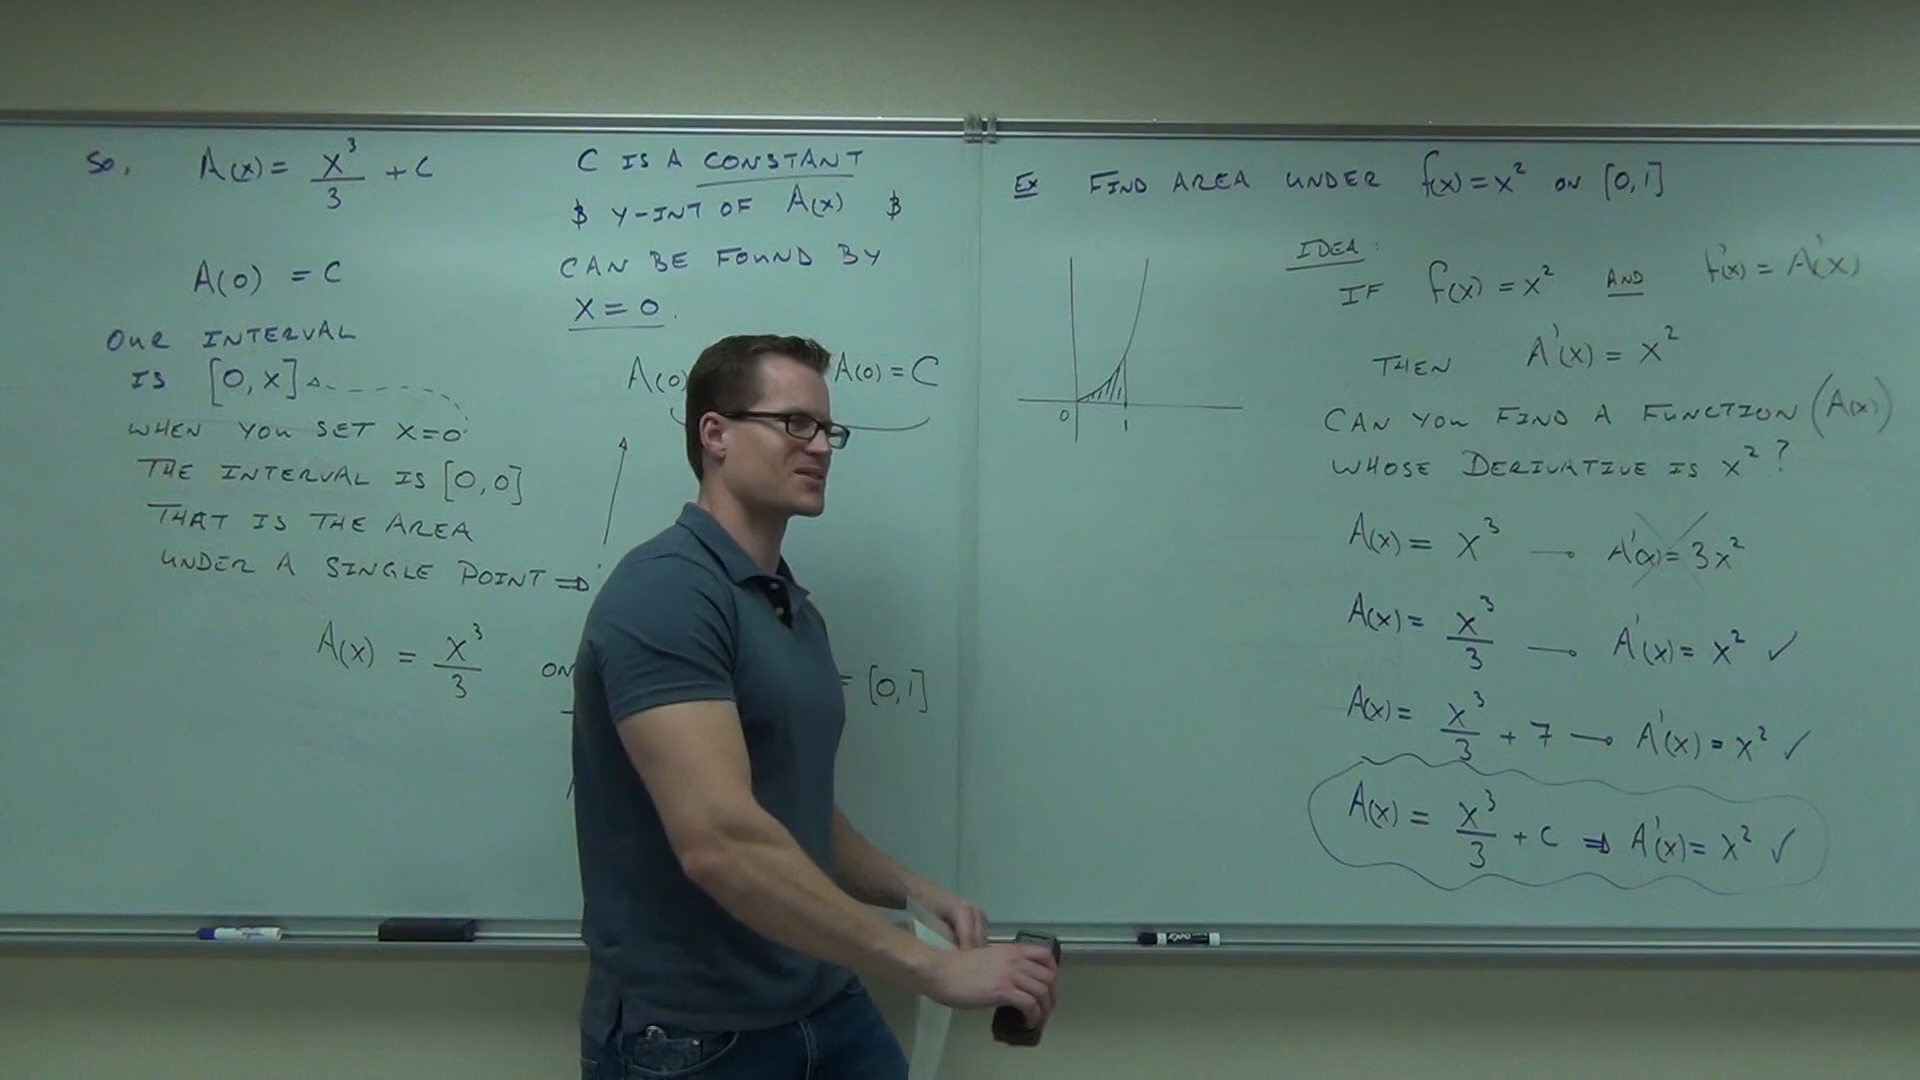 So, A(x) = x³/3 + C
A(0) = C
OUR INTERVAL
IS [0, x]
WHEN YOU SET X=0
THE INTERVAL IS [0,0]
THAT IS THE AREA
UNDER A SINGLE POINT ⇒
A(x) = x³/3 ON
= [0,1]
C IS A CONSTANT
& Y-INT OF A(x) &
CAN BE FOUND BY
X = 0.
A(0) A(0) = C
Ex FIND AREA UNDER f(x) = x² ON [0,1]
0 1
IDEA:
IF f(x) = x² AND f(x) = A'(x)
THEN A'(x) = x²
CAN YOU FIND A FUNCTION (A(x))
WHOSE DERIVATIVE IS x²?
A(x) = x³ → A'(x) = 3x²
A(x) = x³/3 → A'(x) = x² ✓
A(x) = x³/3 + 7 → A'(x) = x² ✓
A(x) = x³/3 + C ⇒ A'(x) = x² ✓